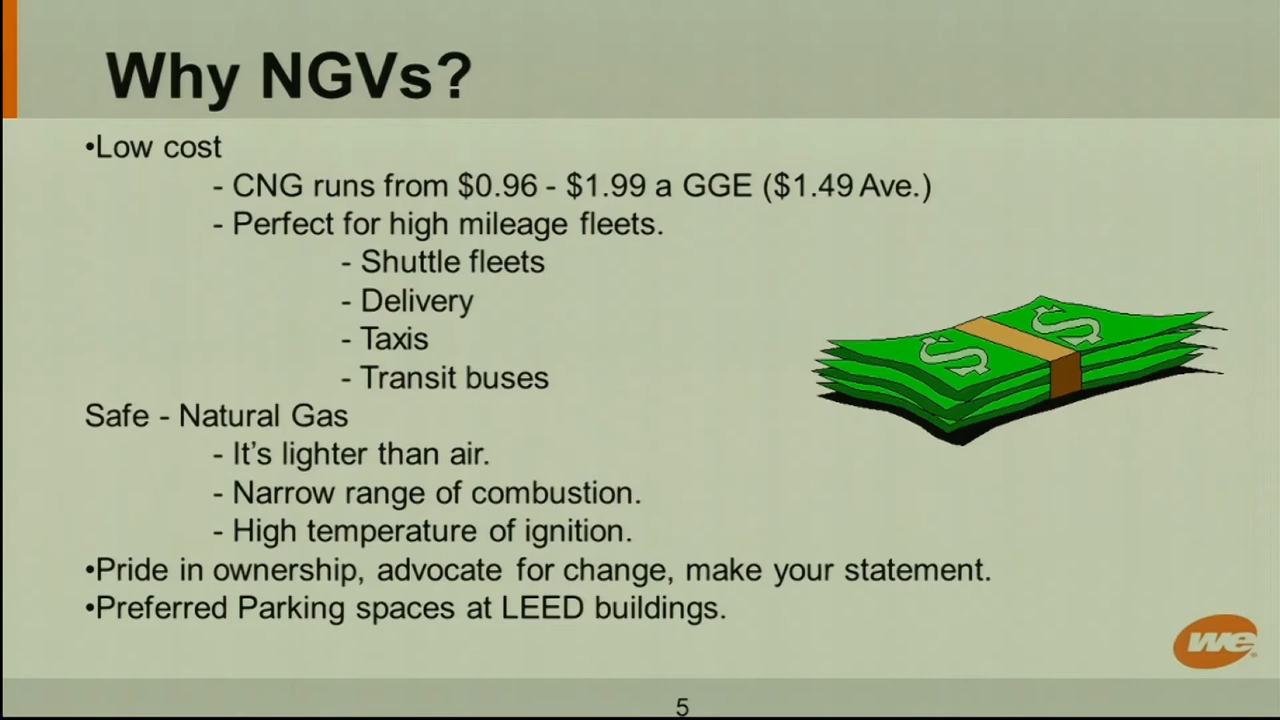 Why NGVs?
•Low cost
- CNG runs from $0.96 - $1.99 a GGE ($1.49 Ave.)
- Perfect for high mileage fleets.
- Shuttle fleets
- Delivery
- Taxis
- Transit buses
Safe - Natural Gas
- It's lighter than air.
- Narrow range of combustion.
- High temperature of ignition.
•Pride in ownership, advocate for change, make your statement.
•Preferred Parking spaces at LEED buildings.
$ $
we
5